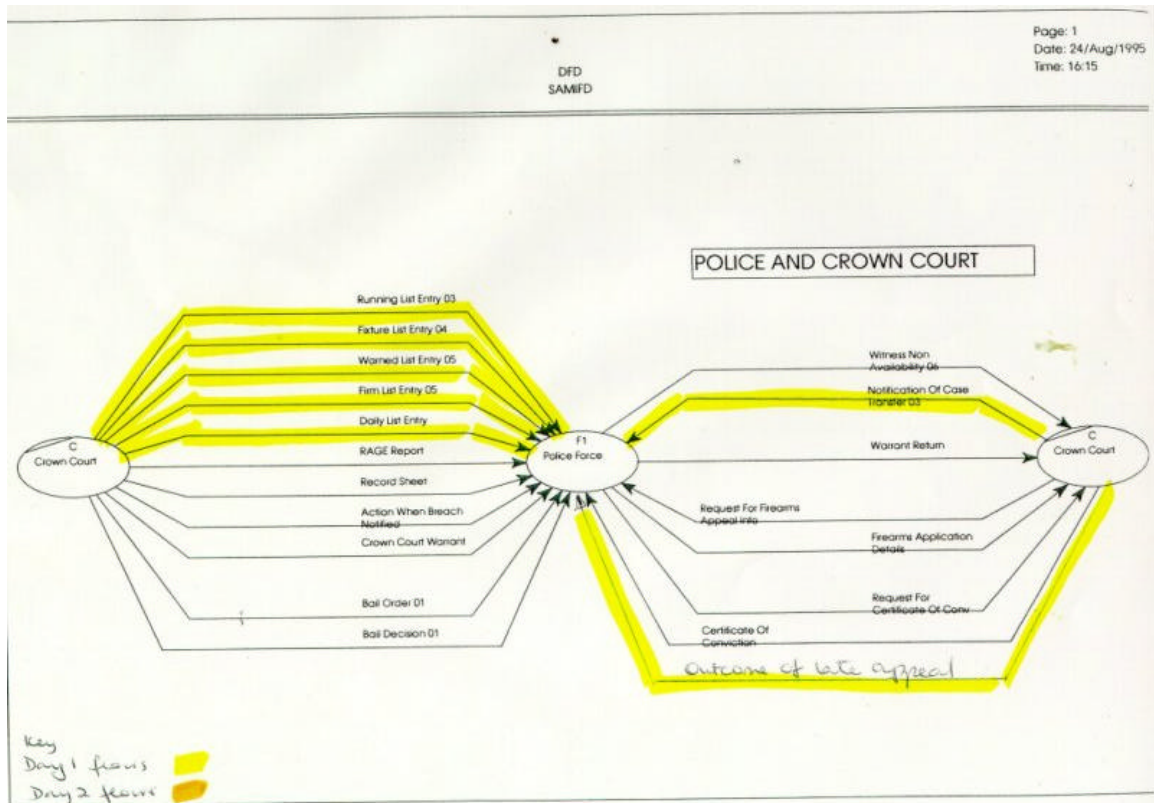 Page: 1
Date: 24/Aug/1995
Time: 16:15
DFD
SAMIFD
POLICE AND CROWN COURT
Running List Entry 03
Fixture List Entry 04
Warned List Entry 05
Firm List Entry 05
Daily List Entry
RAGE Report
Record Sheet
Action When Breach
Notified
Crown Court Warrant
Bail Order 01
Bail Decision 01
C
Crown Court
F1
Police Force
Witness Non
Availability 06
Notification Of Case
Transfer 03
Warrant Return
Request For Firearms
Appeal Info
Firearms Application
Details
Request For
Certificate Of Conv
Certificate Of
Conviction
Outcome of late appeal
C
Crown Court
Key
Day 1 flows
Day 2 flows